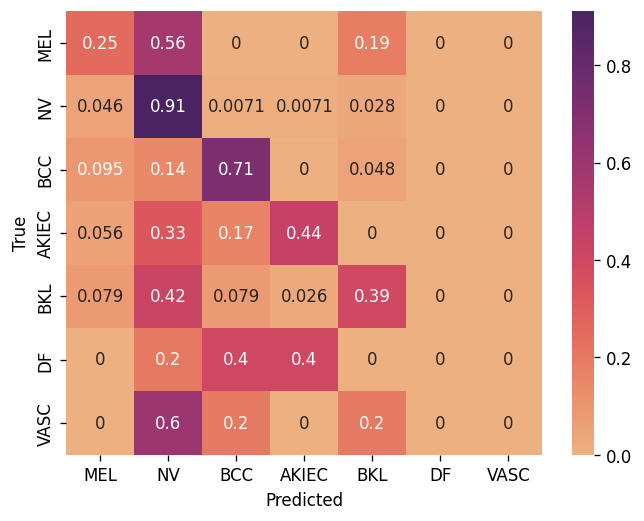 MEL 0.25 0.56 0 0 0.19 0 0
NV 0.046 0.91 0.0071 0.0071 0.028 0 0
BCC 0.095 0.14 0.71 0 0.048 0 0
AKIEC 0.056 0.33 0.17 0.44 0 0 0
BKL 0.079 0.42 0.079 0.026 0.39 0 0
DF 0 0.2 0.4 0.4 0 0 0
VASC 0 0.6 0.2 0 0.2 0 0
MEL NV BCC AKIEC BKL DF VASC
Predicted
True
0.8
0.6
0.4
0.2
0.0